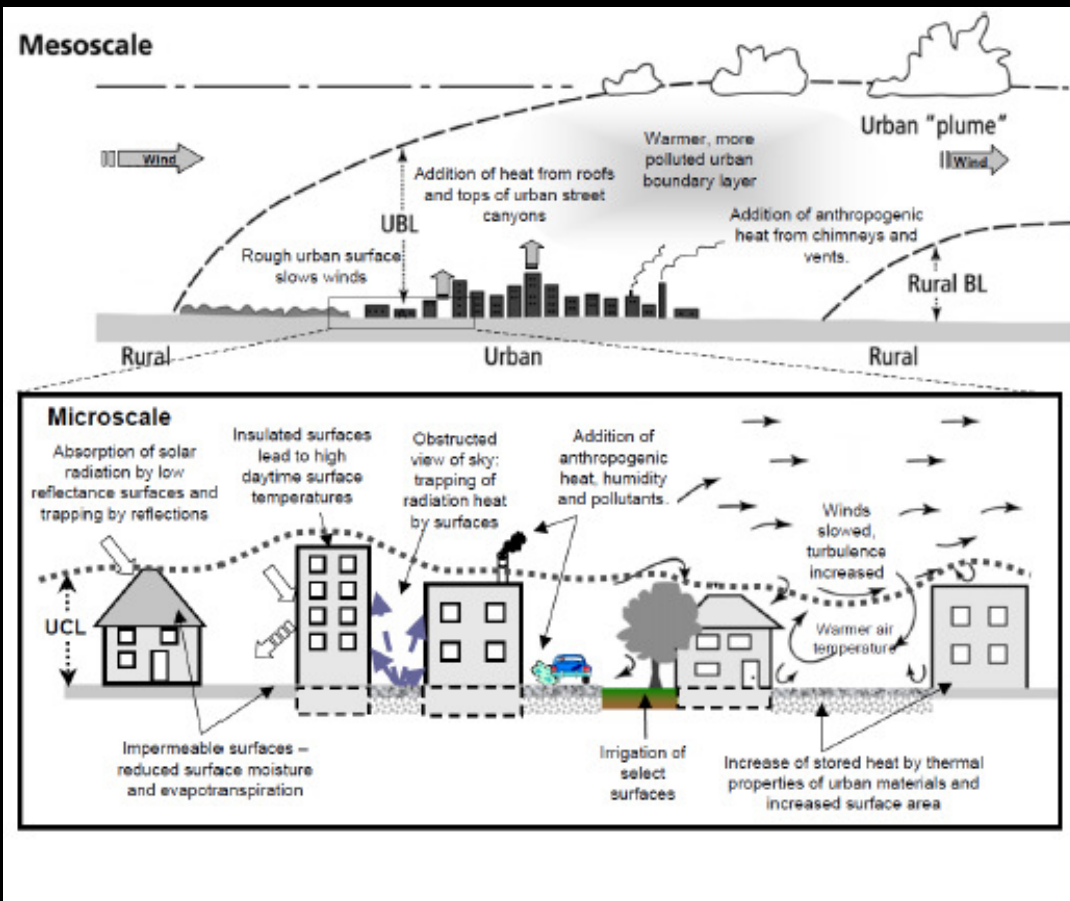 Mesoscale
Urban "plume"
Wind
Warmer, more
polluted urban
boundary layer
Wind
Addition of heat from roofs
and tops of urban street
canyons
UBL
Addition of anthropogenic
heat from chimneys and
vents.
Rough urban surface
slows winds
Rural BL
Rural
Urban
Rural
Microscale
Absorption of solar
radiation by low
reflectance surfaces and
trapping by reflections
Insulated surfaces
lead to high
daytime surface
temperatures
Obstructed
view of sky:
trapping of
radiation heat
by surfaces
Addition of
anthropogenic
heat, humidity
and pollutants.
Winds
slowed,
turbulence
increased
UCL
Warmer air
temperature
Impermeable surfaces –
reduced surface moisture
and evapotranspiration
Irrigation of
select
surfaces
Increase of stored heat by thermal
properties of urban materials and
increased surface area